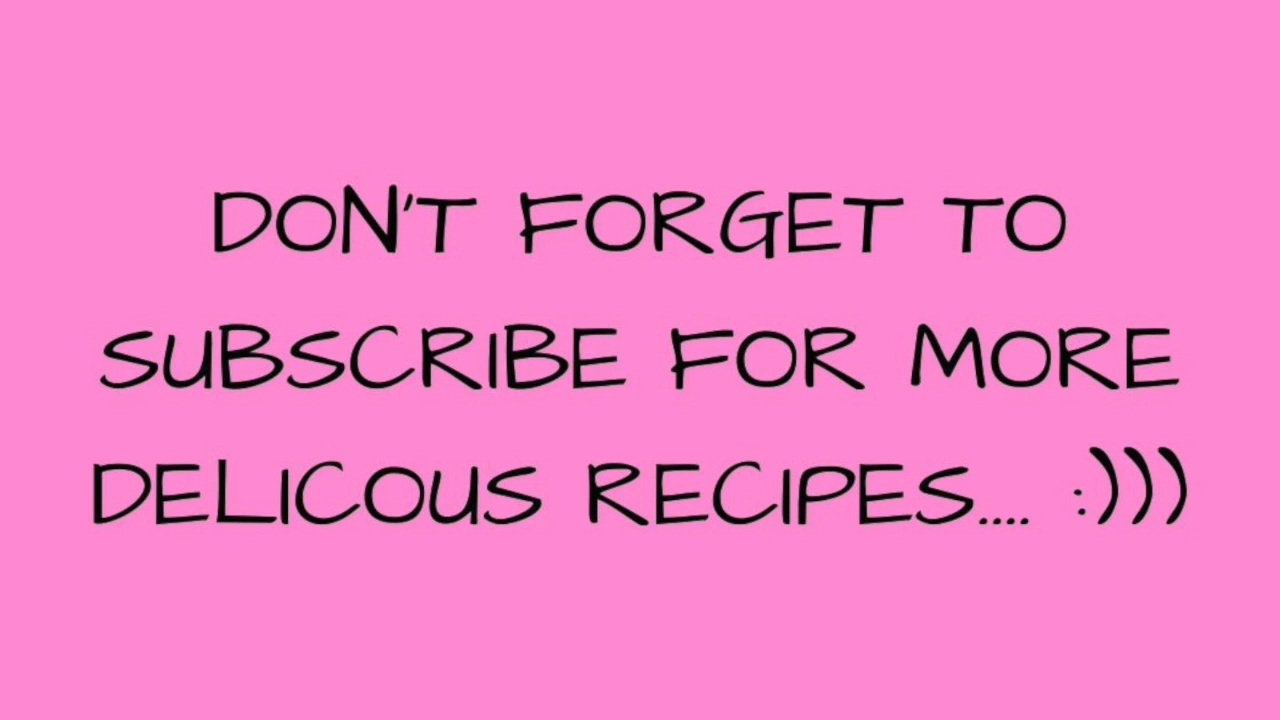 DON'T FORGET TO
SUBSCRIBE FOR MORE
DELICOUS RECIPES.... :)))